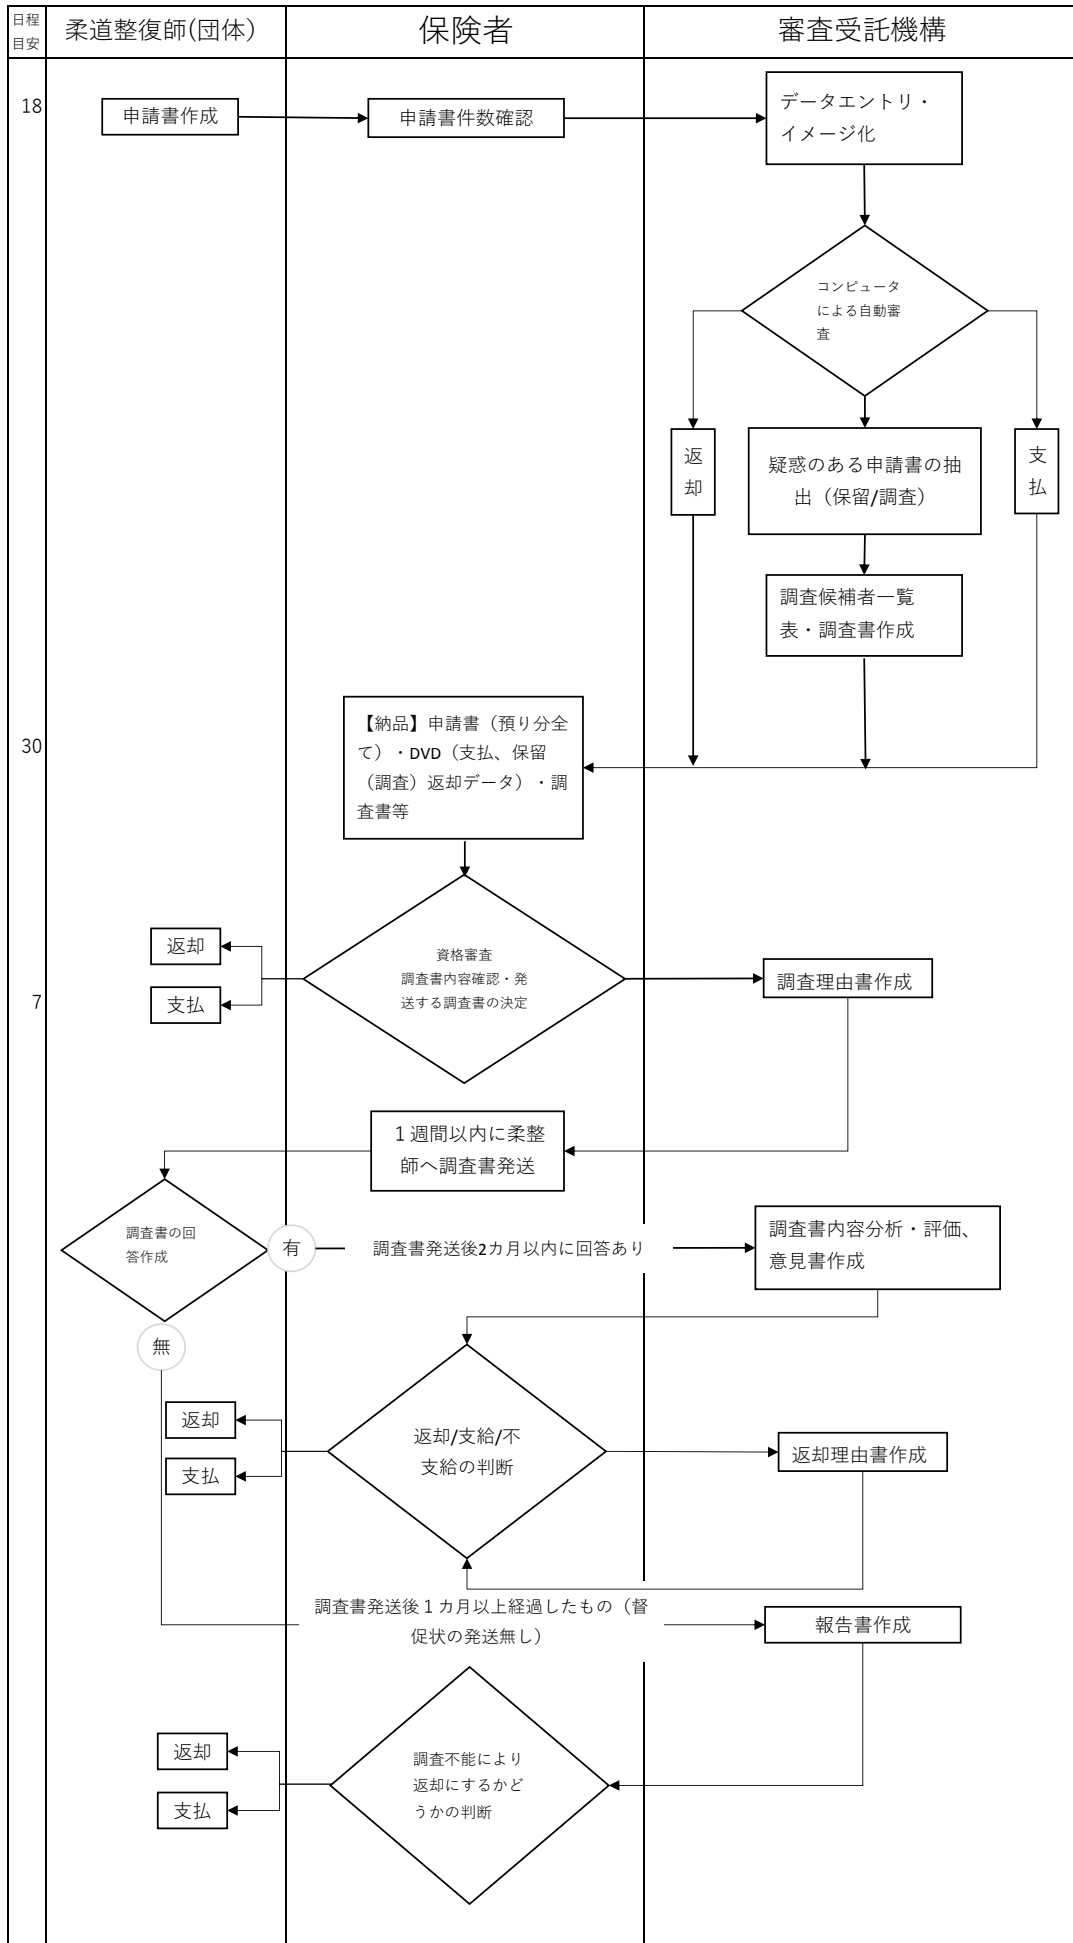 日程
目安
柔道整復師(団体)
保険者
審査受託機構
18
申請書作成
申請書件数確認
データエントリ・
イメージ化
コンピュータ
による自動審
査
返
却
疑惑のある申請書の抽
出（保留/調査）
支
払
調査候補者一覧
表・調査書作成
30
【納品】申請書（預り分全
て）・DVD（支払、保留
（調査）返却データ）・調
査書等
返却
支払
7
資格審査
調査書内容確認・発
送する調査書の決定
調査理由書作成
１週間以内に柔整
師へ調査書発送
調査書の回
答作成
有
調査書発送後2カ月以内に回答あり
調査書内容分析・評価、
意見書作成
無
返却
支払
返却/支給/不
支給の判断
返却理由書作成
調査書発送後１カ月以上経過したもの（督
促状の発送無し）
報告書作成
返却
支払
調査不能により
返却にするかど
うかの判断